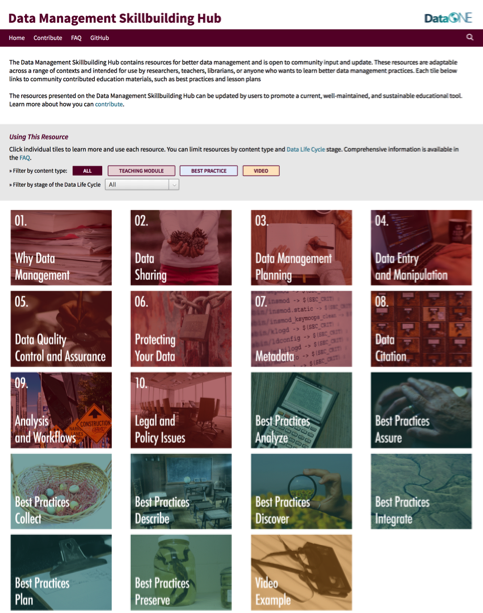 Data Management Skillbuilding Hub
DataONE
Home Contribute FAQ GitHub
The Data Management Skillbuilding Hub contains resources for better data management and is open to community input and update. These resources are adaptable
across a range of contexts and intended for use by researchers, teachers, librarians, or anyone who wants to learn better data management practices. Each tile below
links to community contributed education materials, such as best practices and lesson plans
The resources presented on the Data Management Skillbuilding Hub can be updated by users to promote a current, well-maintained, and sustainable educational tool.
Learn more about how you can contribute.
Using This Resource
Click individual tiles to learn more and use each resource. You can limit resources by content type and Data Life Cycle stage. Comprehensive information is available in
the FAQ.
» Filter by content type: ALL TEACHING MODULE BEST PRACTICE VIDEO
» Filter by stage of the Data Life Cycle All ...
01.
Why Data
Management
02.
Data
Sharing
03.
Data Management
Planning
04.
Data Entry
and Manipulation
05.
Data Quality
Control and Assurance
06.
Protecting
Your Data
07.
Metadata
08.
Data
Citation
09.
Analysis
and Workflows
CONSTRUCTION
10.
Legal and
Policy Issues
Best Practices
Analyze
Best Practices
Assure
Best Practices
Collect
Best Practices
Describe
Best Practices
Discover
Best Practices
Integrate
Best Practices
Plan
Best Practices
Preserve
Video
Example